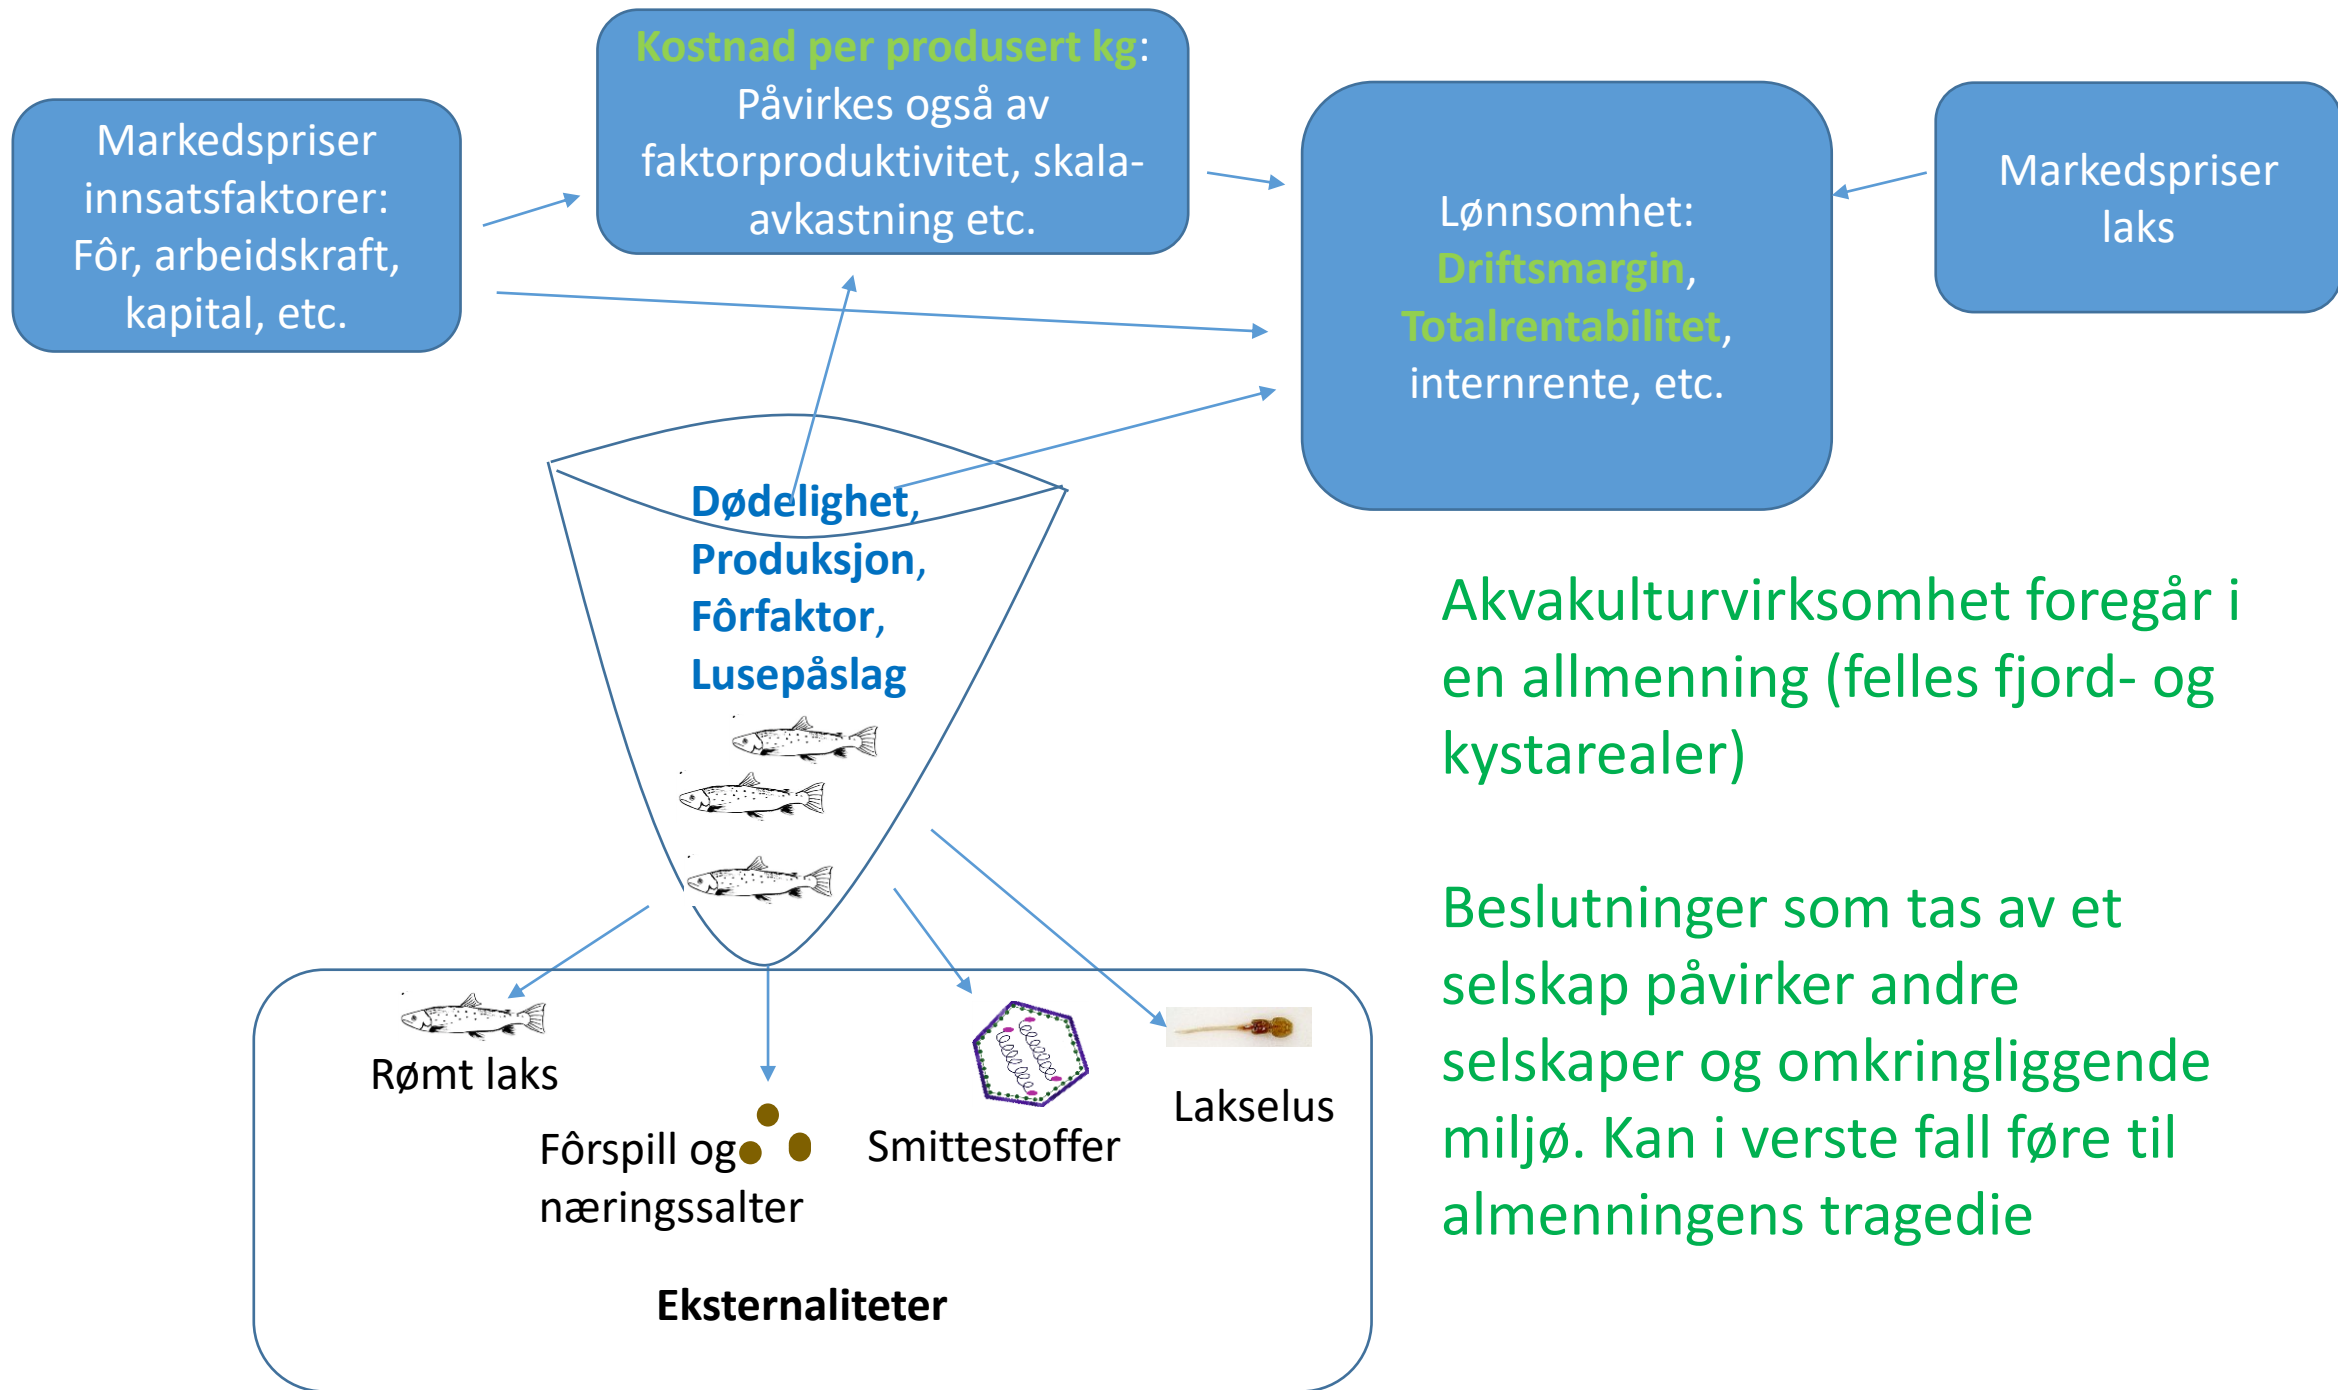 Kostnad per produsert kg:
Påvirkes også av
faktorproduktivitet, skala-
avkastning etc.
Markedspriser
innsatsfaktorer:
Fôr, arbeidskraft,
kapital, etc.
Lønnsomhet:
Driftsmargin,
Totalrentabilitet,
internrente, etc.
Markedspriser
laks
Dødelighet,
Produksjon,
Fôrfaktor,
Lusepåslag
Akvakulturvirksomhet foregår i
en allmenning (felles fjord- og
kystarealer)
Beslutninger som tas av et
selskap påvirker andre
selskaper og omkringliggende
miljø. Kan i verste fall føre til
almenningens tragedie
Rømt laks
Fôrspill og
næringssalter
Smittestoffer
Lakselus
Eksternaliteter